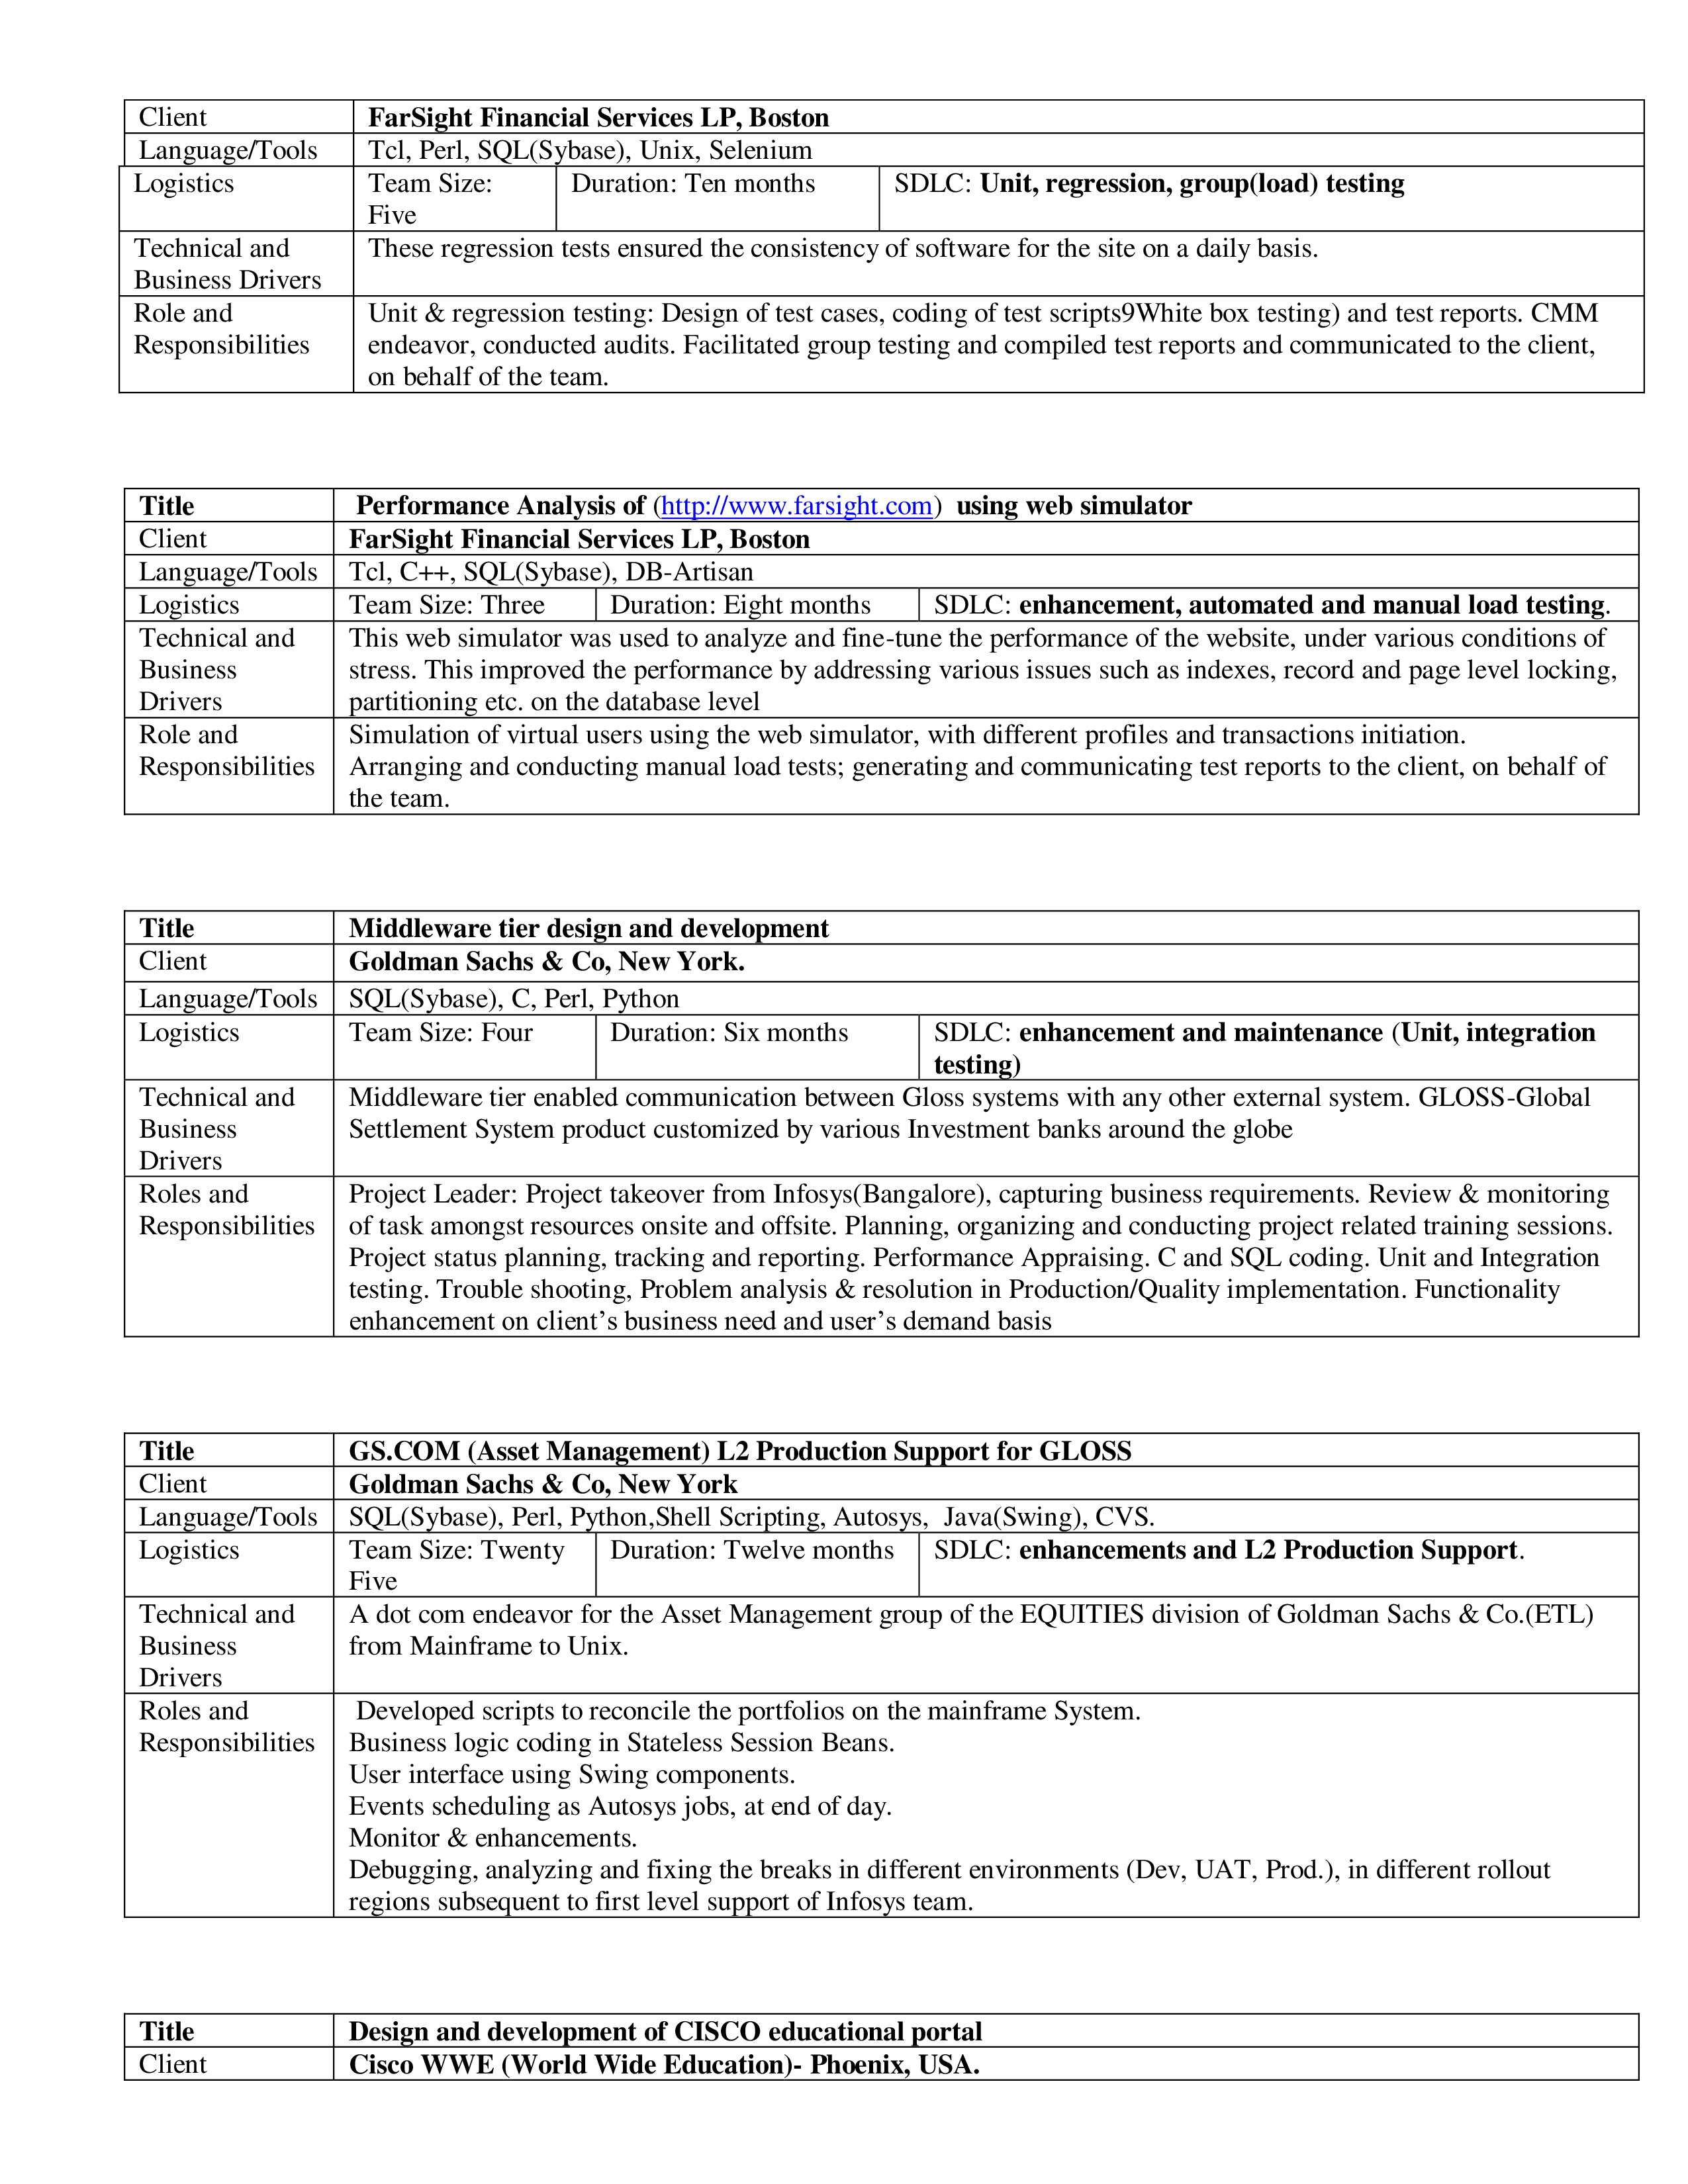 Client FarSight Financial Services LP, Boston
Language/Tools Tcl, Perl, SQL(Sybase), Unix, Selenium
Logistics Team Size: Duration: Ten months SDLC: Unit, regression, group(load) testing
Five
Technical and These regression tests ensured the consistency of software for the site on a daily basis.
Business Drivers
Role and Unit & regression testing: Design of test cases, coding of test scripts9White box testing) and test reports. CMM
Responsibilities endeavor, conducted audits. Facilitated group testing and compiled test reports and communicated to the client,
on behalf of the team.
Title Performance Analysis of (http://www.farsight.com) using web simulator
Client FarSight Financial Services LP, Boston
Language/Tools Tcl, C++, SQL(Sybase), DB-Artisan
Logistics Team Size: Three Duration: Eight months SDLC: enhancement, automated and manual load testing.
Technical and This web simulator was used to analyze and fine-tune the performance of the website, under various conditions of
Business stress. This improved the performance by addressing various issues such as indexes, record and page level locking,
Drivers partitioning etc. on the database level
Role and Simulation of virtual users using the web simulator, with different profiles and transactions initiation.
Responsibilities Arranging and conducting manual load tests; generating and communicating test reports to the client, on behalf of
the team.
Title Middleware tier design and development
Client Goldman Sachs & Co, New York.
Language/Tools SQL(Sybase), C, Perl, Python
Logistics Team Size: Four Duration: Six months SDLC: enhancement and maintenance (Unit, integration
testing)
Technical and Middleware tier enabled communication between Gloss systems with any other external system. GLOSS-Global
Business Settlement System product customized by various Investment banks around the globe
Drivers
Roles and Project Leader: Project takeover from Infosys(Bangalore), capturing business requirements. Review & monitoring
Responsibilities of task amongst resources onsite and offsite. Planning, organizing and conducting project related training sessions.
Project status planning, tracking and reporting. Performance Appraising. C and SQL coding. Unit and Integration
testing. Trouble shooting, Problem analysis & resolution in Production/Quality implementation. Functionality
enhancement on client’s business need and user’s demand basis
Title GS.COM (Asset Management) L2 Production Support for GLOSS
Client Goldman Sachs & Co, New York
Language/Tools SQL(Sybase), Perl, Python,Shell Scripting, Autosys, Java(Swing), CVS.
Logistics Team Size: Twenty Duration: Twelve months SDLC: enhancements and L2 Production Support.
Five
Technical and A dot com endeavor for the Asset Management group of the EQUITIES division of Goldman Sachs & Co.(ETL)
Business from Mainframe to Unix.
Drivers
Roles and Developed scripts to reconcile the portfolios on the mainframe System.
Responsibilities Business logic coding in Stateless Session Beans.
User interface using Swing components.
Events scheduling as Autosys jobs, at end of day.
Monitor & enhancements.
Debugging, analyzing and fixing the breaks in different environments (Dev, UAT, Prod.), in different rollout
regions subsequent to first level support of Infosys team.
Title Design and development of CISCO educational portal
Client Cisco WWE (World Wide Education)- Phoenix, USA.